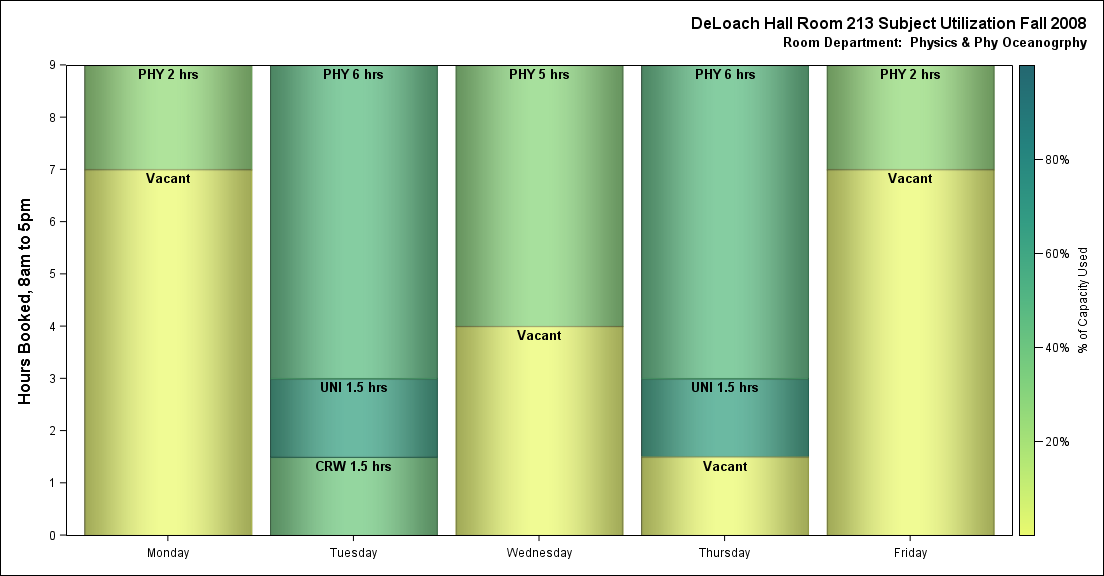 DeLoach Hall Room 213 Subject Utilization Fall 2008
Room Department:  Physics & Phy Oceanogrphy
Hours Booked, 8am to 5pm
9
8
7
6
5
4
3
2
1
0
PHY 2 hrs
Vacant
PHY 6 hrs
UNI 1.5 hrs
CRW 1.5 hrs
PHY 5 hrs
Vacant
PHY 6 hrs
UNI 1.5 hrs
Vacant
PHY 2 hrs
Vacant
Monday
Tuesday
Wednesday
Thursday
Friday
80%
60%
40%
20%
% of Capacity Used